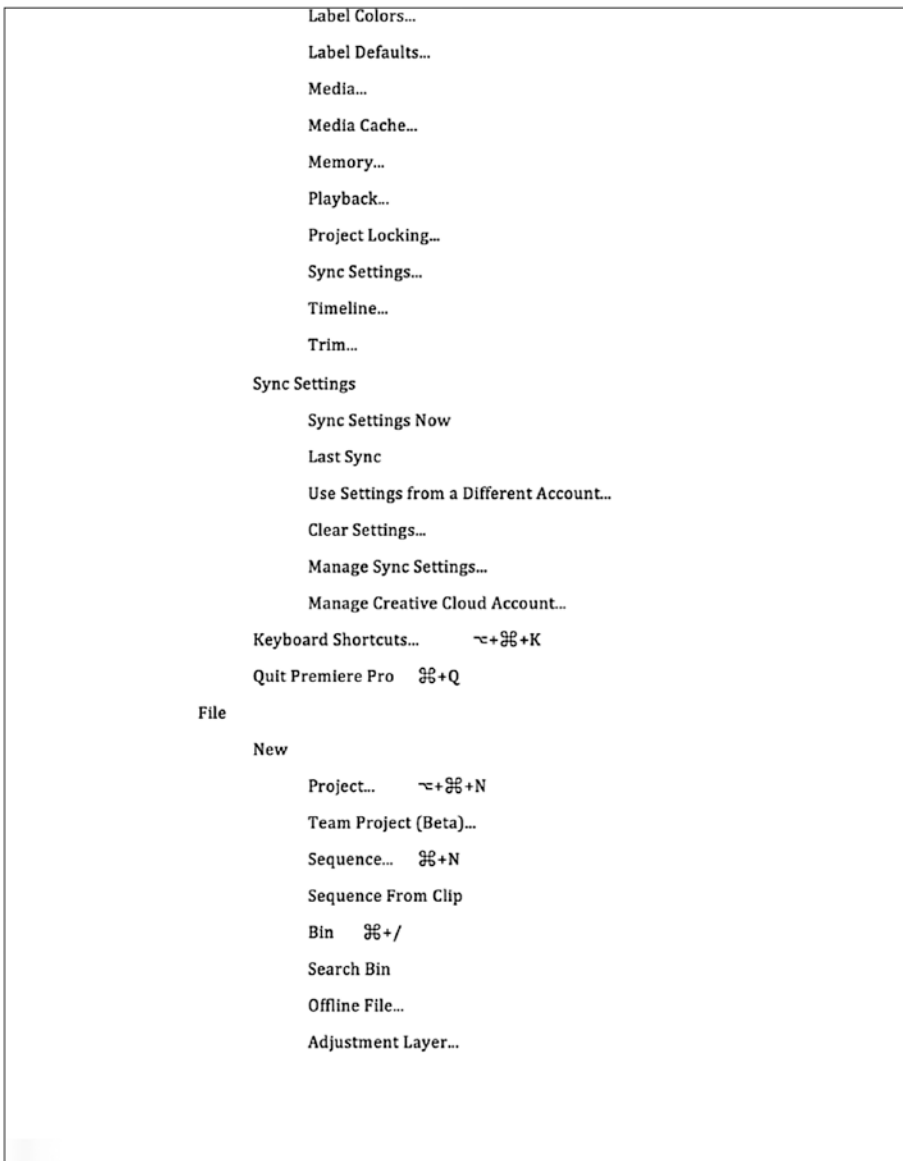 Label Colors...
Label Defaults...
Media...
Media Cache...
Memory...
Playback...
Project Locking...
Sync Settings...
Timeline...
Trim...
Sync Settings
Sync Settings Now
Last Sync
Use Settings from a Different Account...
Clear Settings...
Manage Sync Settings...
Manage Creative Cloud Account...
Keyboard Shortcuts... ⌥+⌘+K
Quit Premiere Pro ⌘+Q
File
New
Project... ⌥+⌘+N
Team Project (Beta)...
Sequence... ⌘+N
Sequence From Clip
Bin ⌘+/
Search Bin
Offline File...
Adjustment Layer...